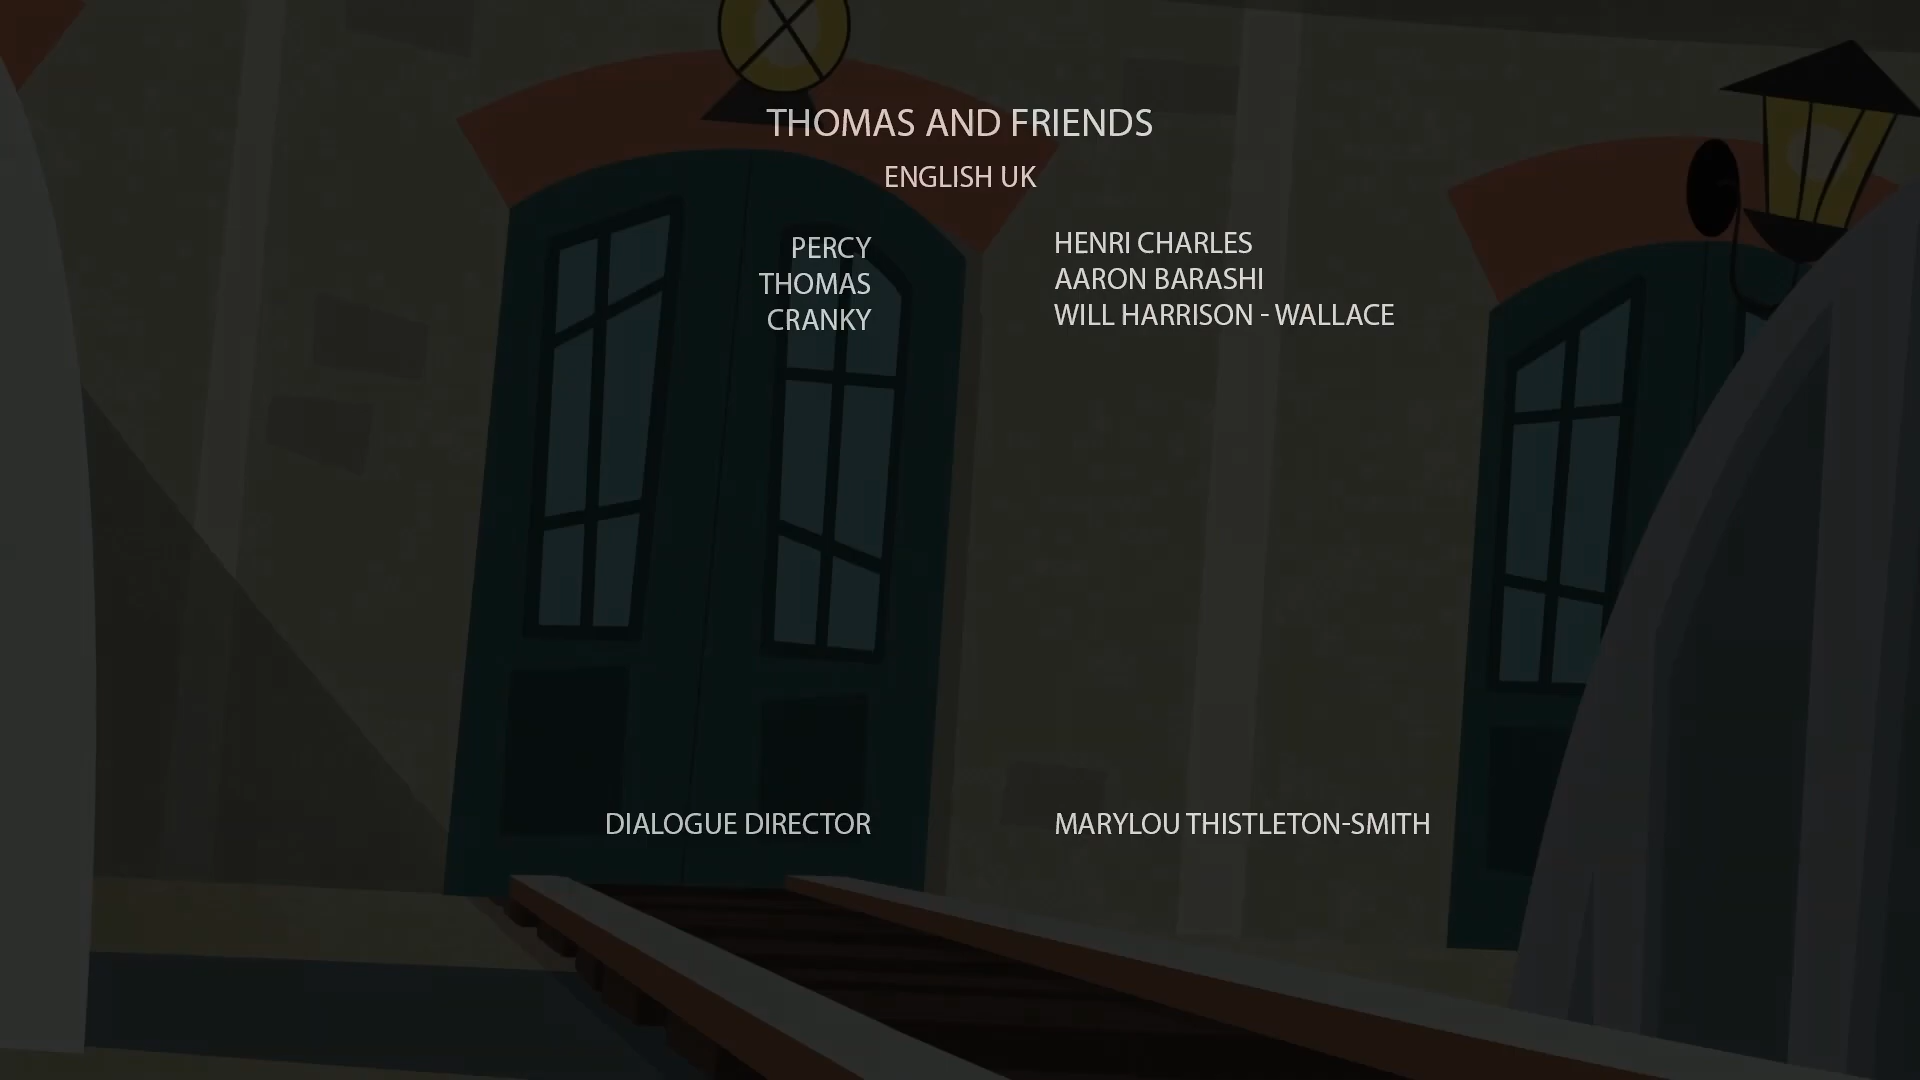 THOMAS AND FRIENDS
ENGLISH UK
PERCY HENRI CHARLES
THOMAS AARON BARASHI
CRANKY WILL HARRISON - WALLACE
DIALOGUE DIRECTOR MARYLOU THISTLETON-SMITH